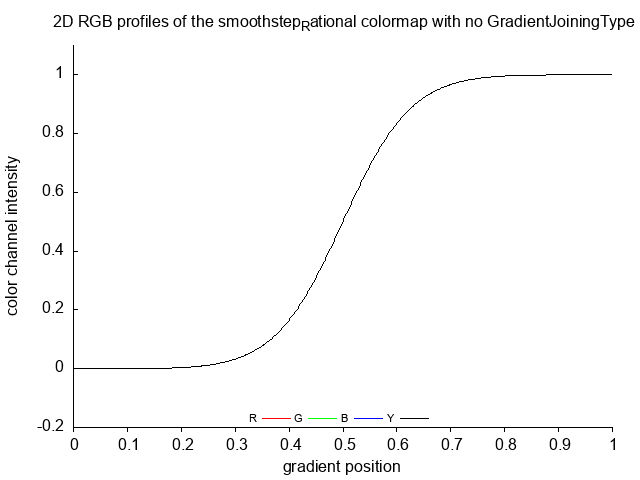 2D RGB profiles of the smoothstepRational colormap with no GradientJoiningType
1
0.8
0.6
0.4
0.2
0
-0.2
color channel intensity
R G B Y
0 0.1 0.2 0.3 0.4 0.5 0.6 0.7 0.8 0.9 1
gradient position